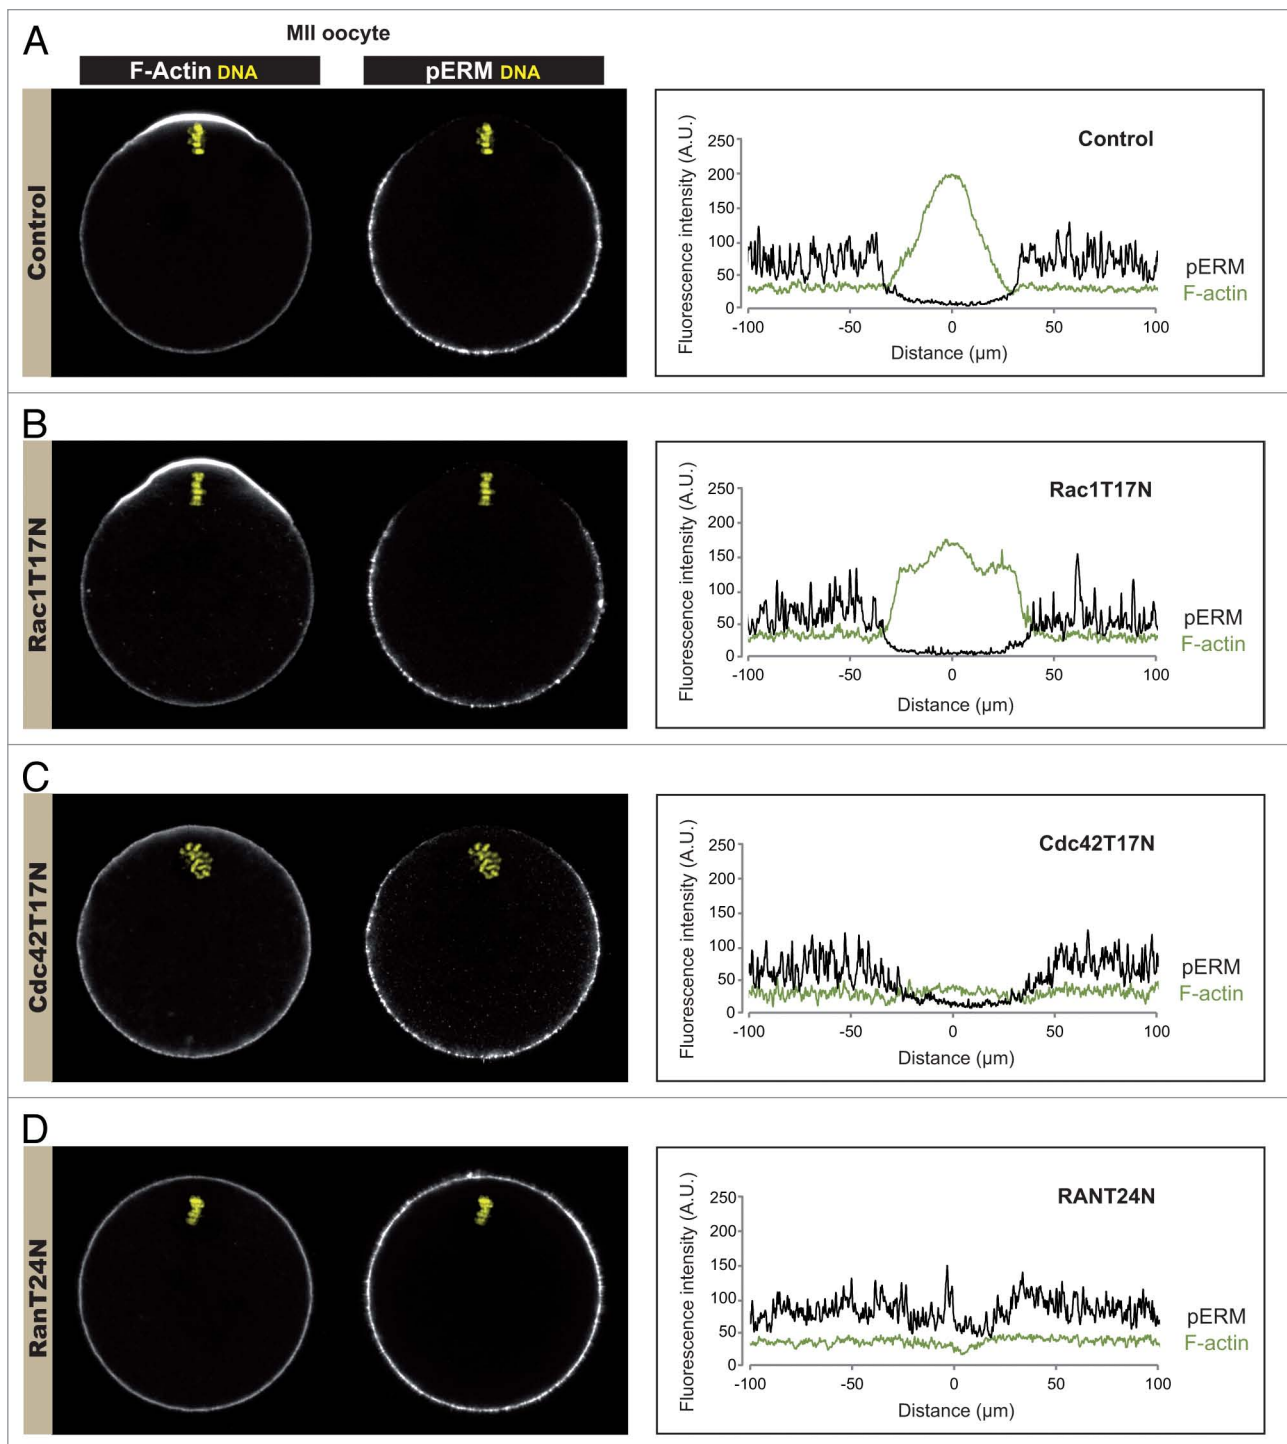 A
MII oocyte
F-Actin DNA
pERM DNA
Control
Fluorescence intensity (A.U.)
250
200
150
100
50
0
Control
pERM
F-actin
-100 -50 0 50 100
Distance (µm)
B
Rac1T17N
Fluorescence intensity (A.U.)
250
200
150
100
50
0
Rac1T17N
pERM
F-actin
-100 -50 0 50 100
Distance (µm)
C
Cdc42T17N
Fluorescence intensity (A.U.)
250
200
150
100
50
0
Cdc42T17N
pERM
F-actin
-100 -50 0 50 100
Distance (µm)
D
RanT24N
Fluorescence intensity (A.U.)
250
200
150
100
50
0
RANT24N
pERM
F-actin
-100 -50 0 50 100
Distance (µm)